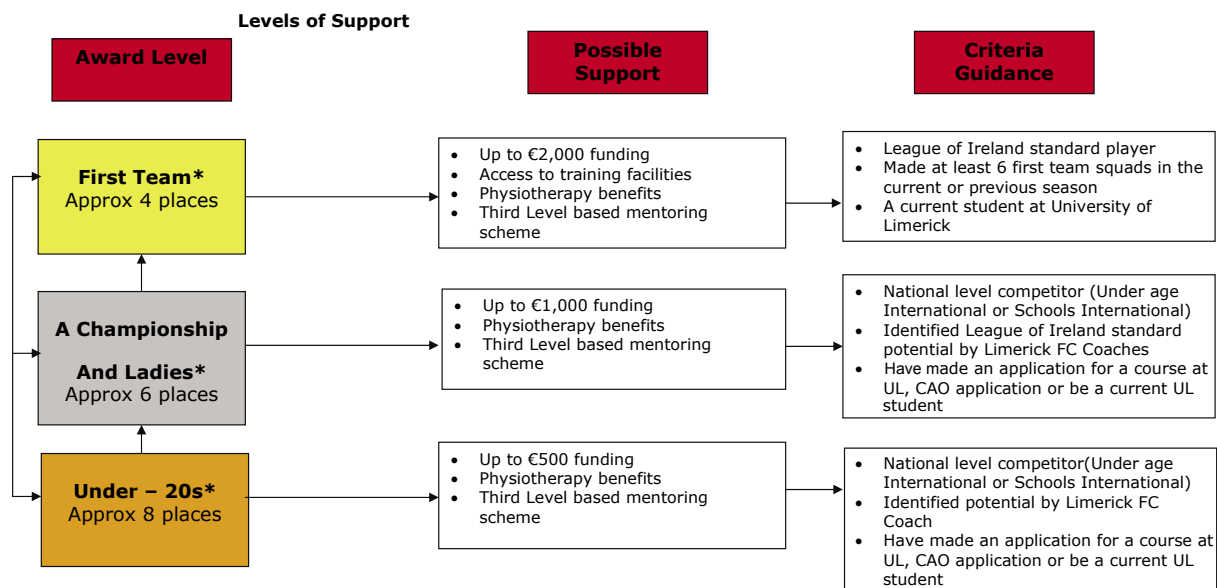 Levels of Support
Award Level
Possible
Support
Criteria
Guidance
First Team*
Approx 4 places
• Up to €2,000 funding
• Access to training facilities
• Physiotherapy benefits
• Third Level based mentoring
scheme
• League of Ireland standard player
• Made at least 6 first team squads in the
current or previous season
• A current student at University of
Limerick
A Championship
And Ladies*
Approx 6 places
• Up to €1,000 funding
• Physiotherapy benefits
• Third Level based mentoring
scheme
• National level competitor (Under age
International or Schools International)
• Identified League of Ireland standard
potential by Limerick FC Coaches
• Have made an application for a course at
UL, CAO application or be a current UL
student
Under – 20s*
Approx 8 places
• Up to €500 funding
• Physiotherapy benefits
• Third Level based mentoring
scheme
• National level competitor(Under age
International or Schools International)
• Identified potential by Limerick FC
Coach
• Have made an application for a course at
UL, CAO application or be a current UL
student